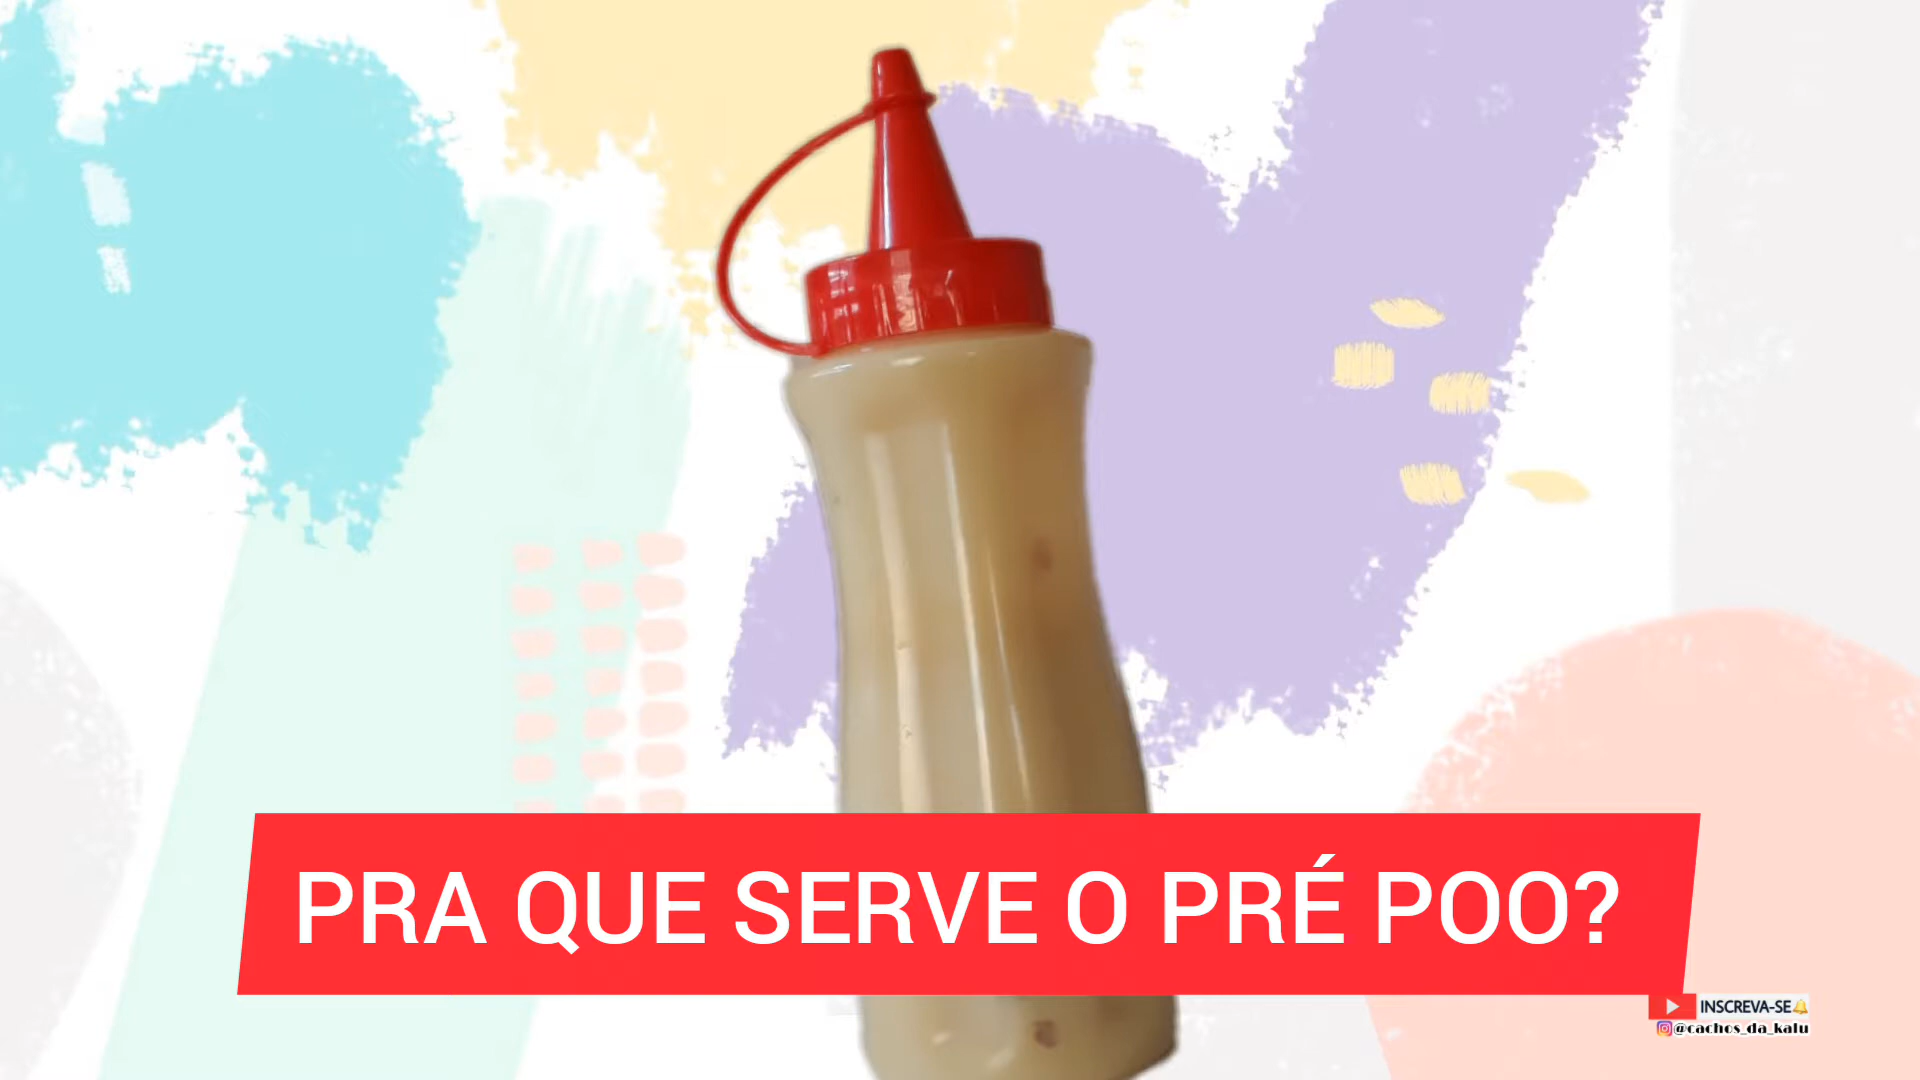 PRA QUE SERVE O PRÉ POO?
INSCREVA-SE
@cachos_da_kalu